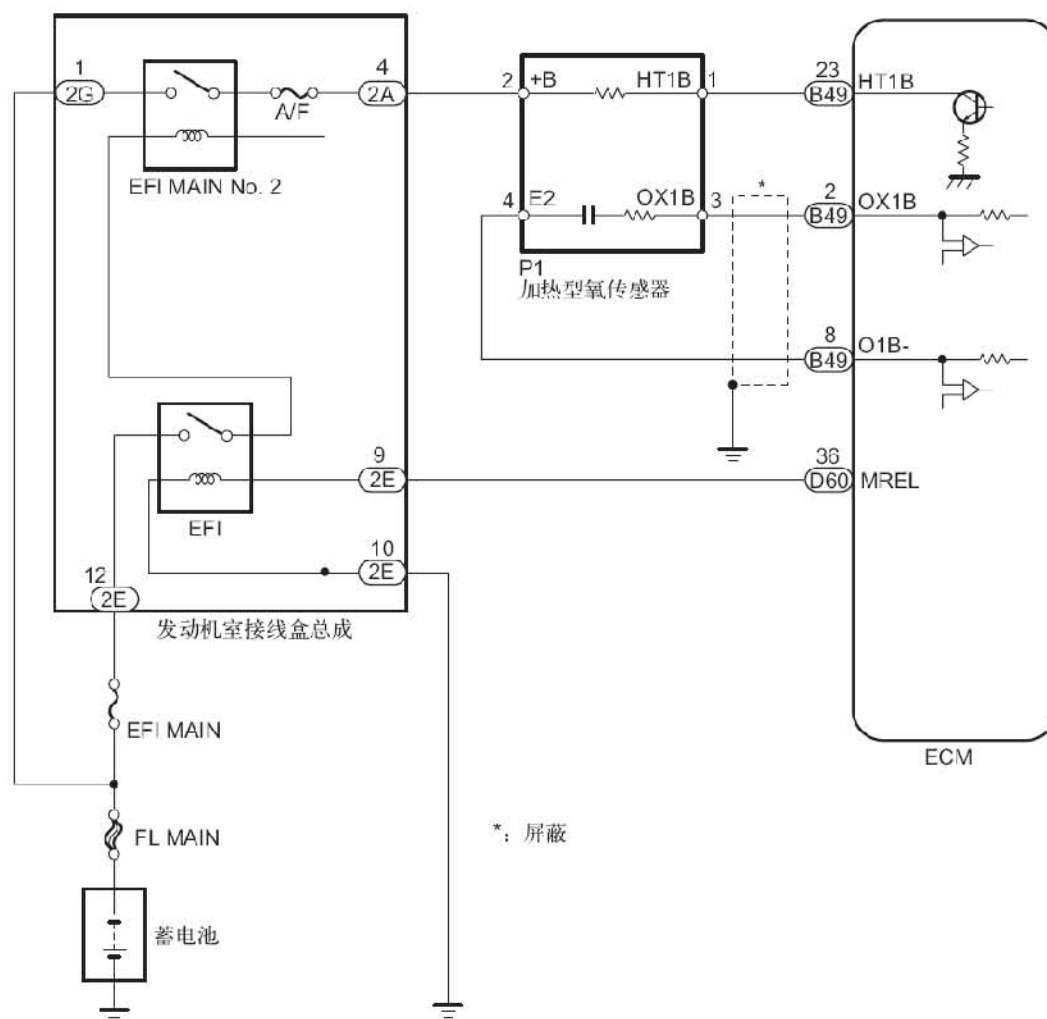 1
2G
4
2A
A/F
EFI MAIN No. 2
2
+B
HT1B
1
23
B49
HT1B
4
E2
OX1B
3
*
2
B49
OX1B
P1
加热型氧传感器
8
B49
O1B-
EFI
9
2E
36
D60
MREL
10
2E
12
2E
发动机室接线盒总成
EFI MAIN
FL MAIN
蓄电池
*：屏蔽
ECM